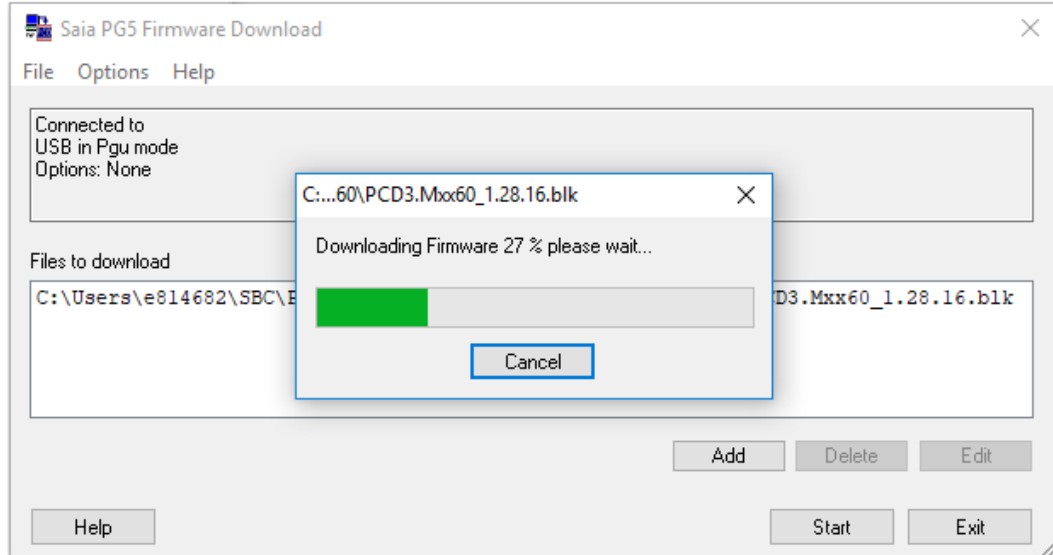 Saia PG5 Firmware Download
File Options Help
Connected to
USB in Pgu mode
Options: None
C:...60\PCD3.Mxx60_1.28.16.blk
Downloading Firmware 27 % please wait...
Cancel
Files to download
C:\Users\e814682\SBC\ D3.Mxx60_1.28.16.blk
Add Delete Edit
Help Start Exit